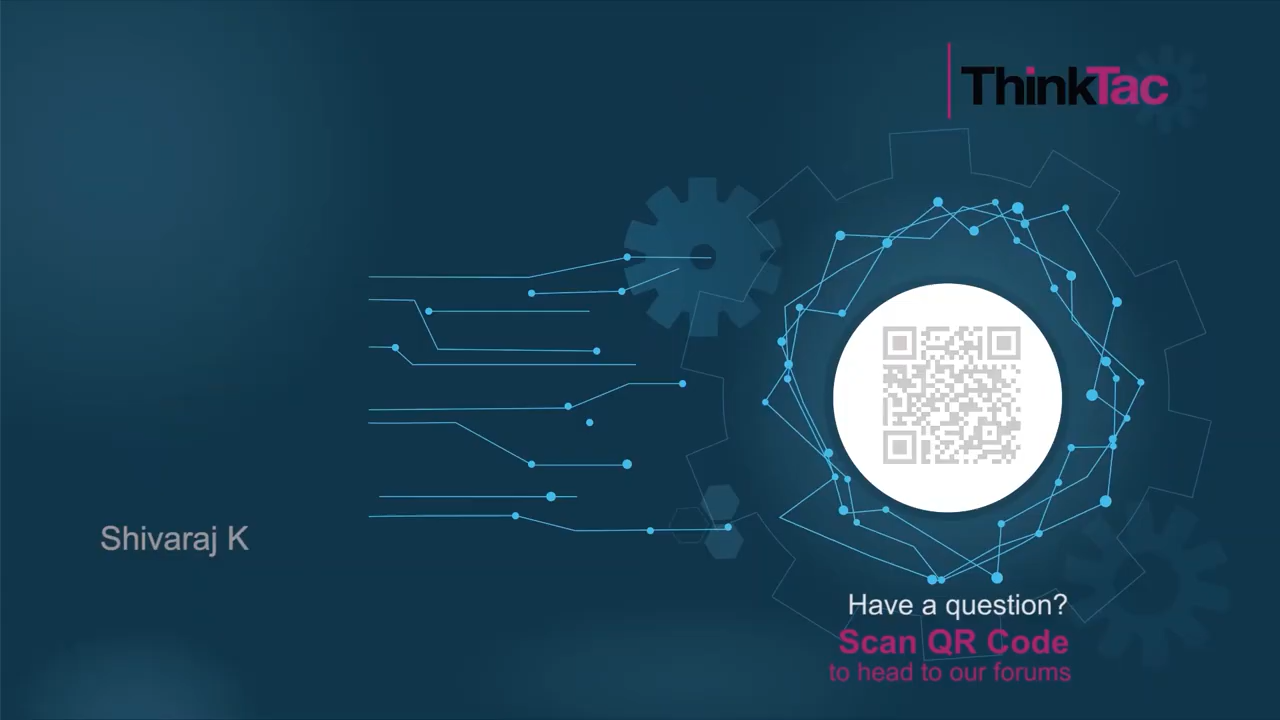 ThinkTac
Shivaraj K
Have a question?
Scan QR Code
to head to our forums